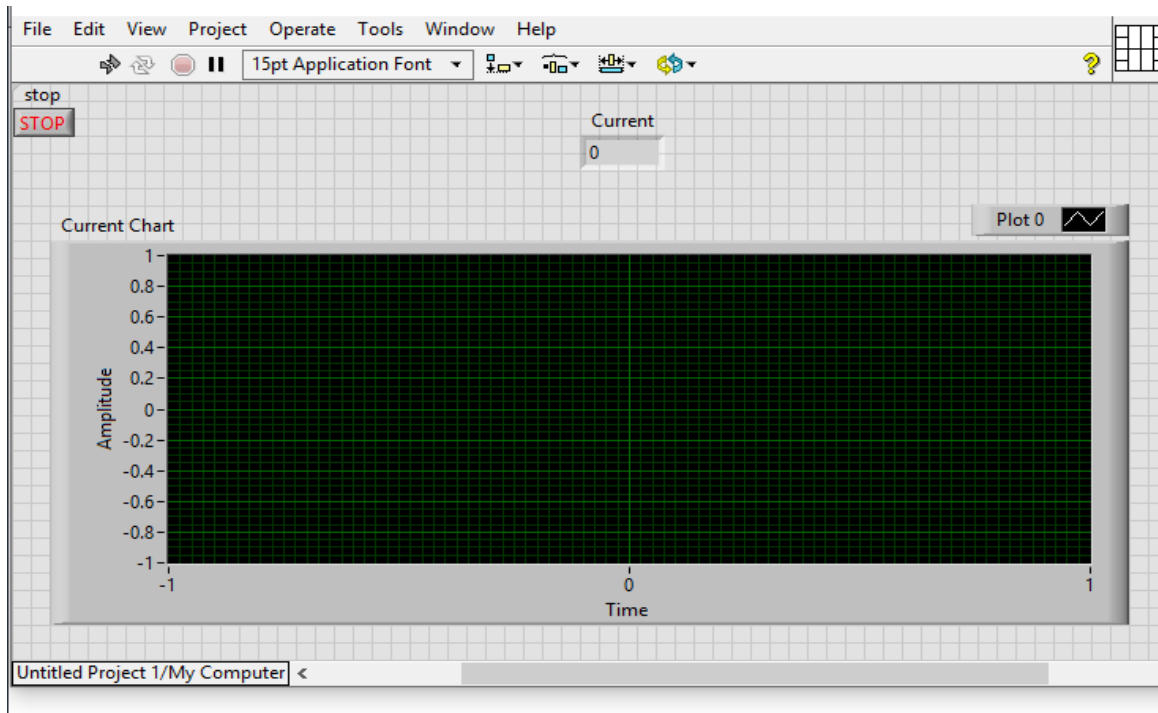 File Edit View Project Operate Tools Window Help
15pt Application Font
?
stop
STOP
Current
0
Current Chart
Plot 0
1
0.8
0.6
0.4
0.2
0
-0.2
-0.4
-0.6
-0.8
-1
Amplitude
-1 0 1
Time
Untitled Project 1/My Computer <